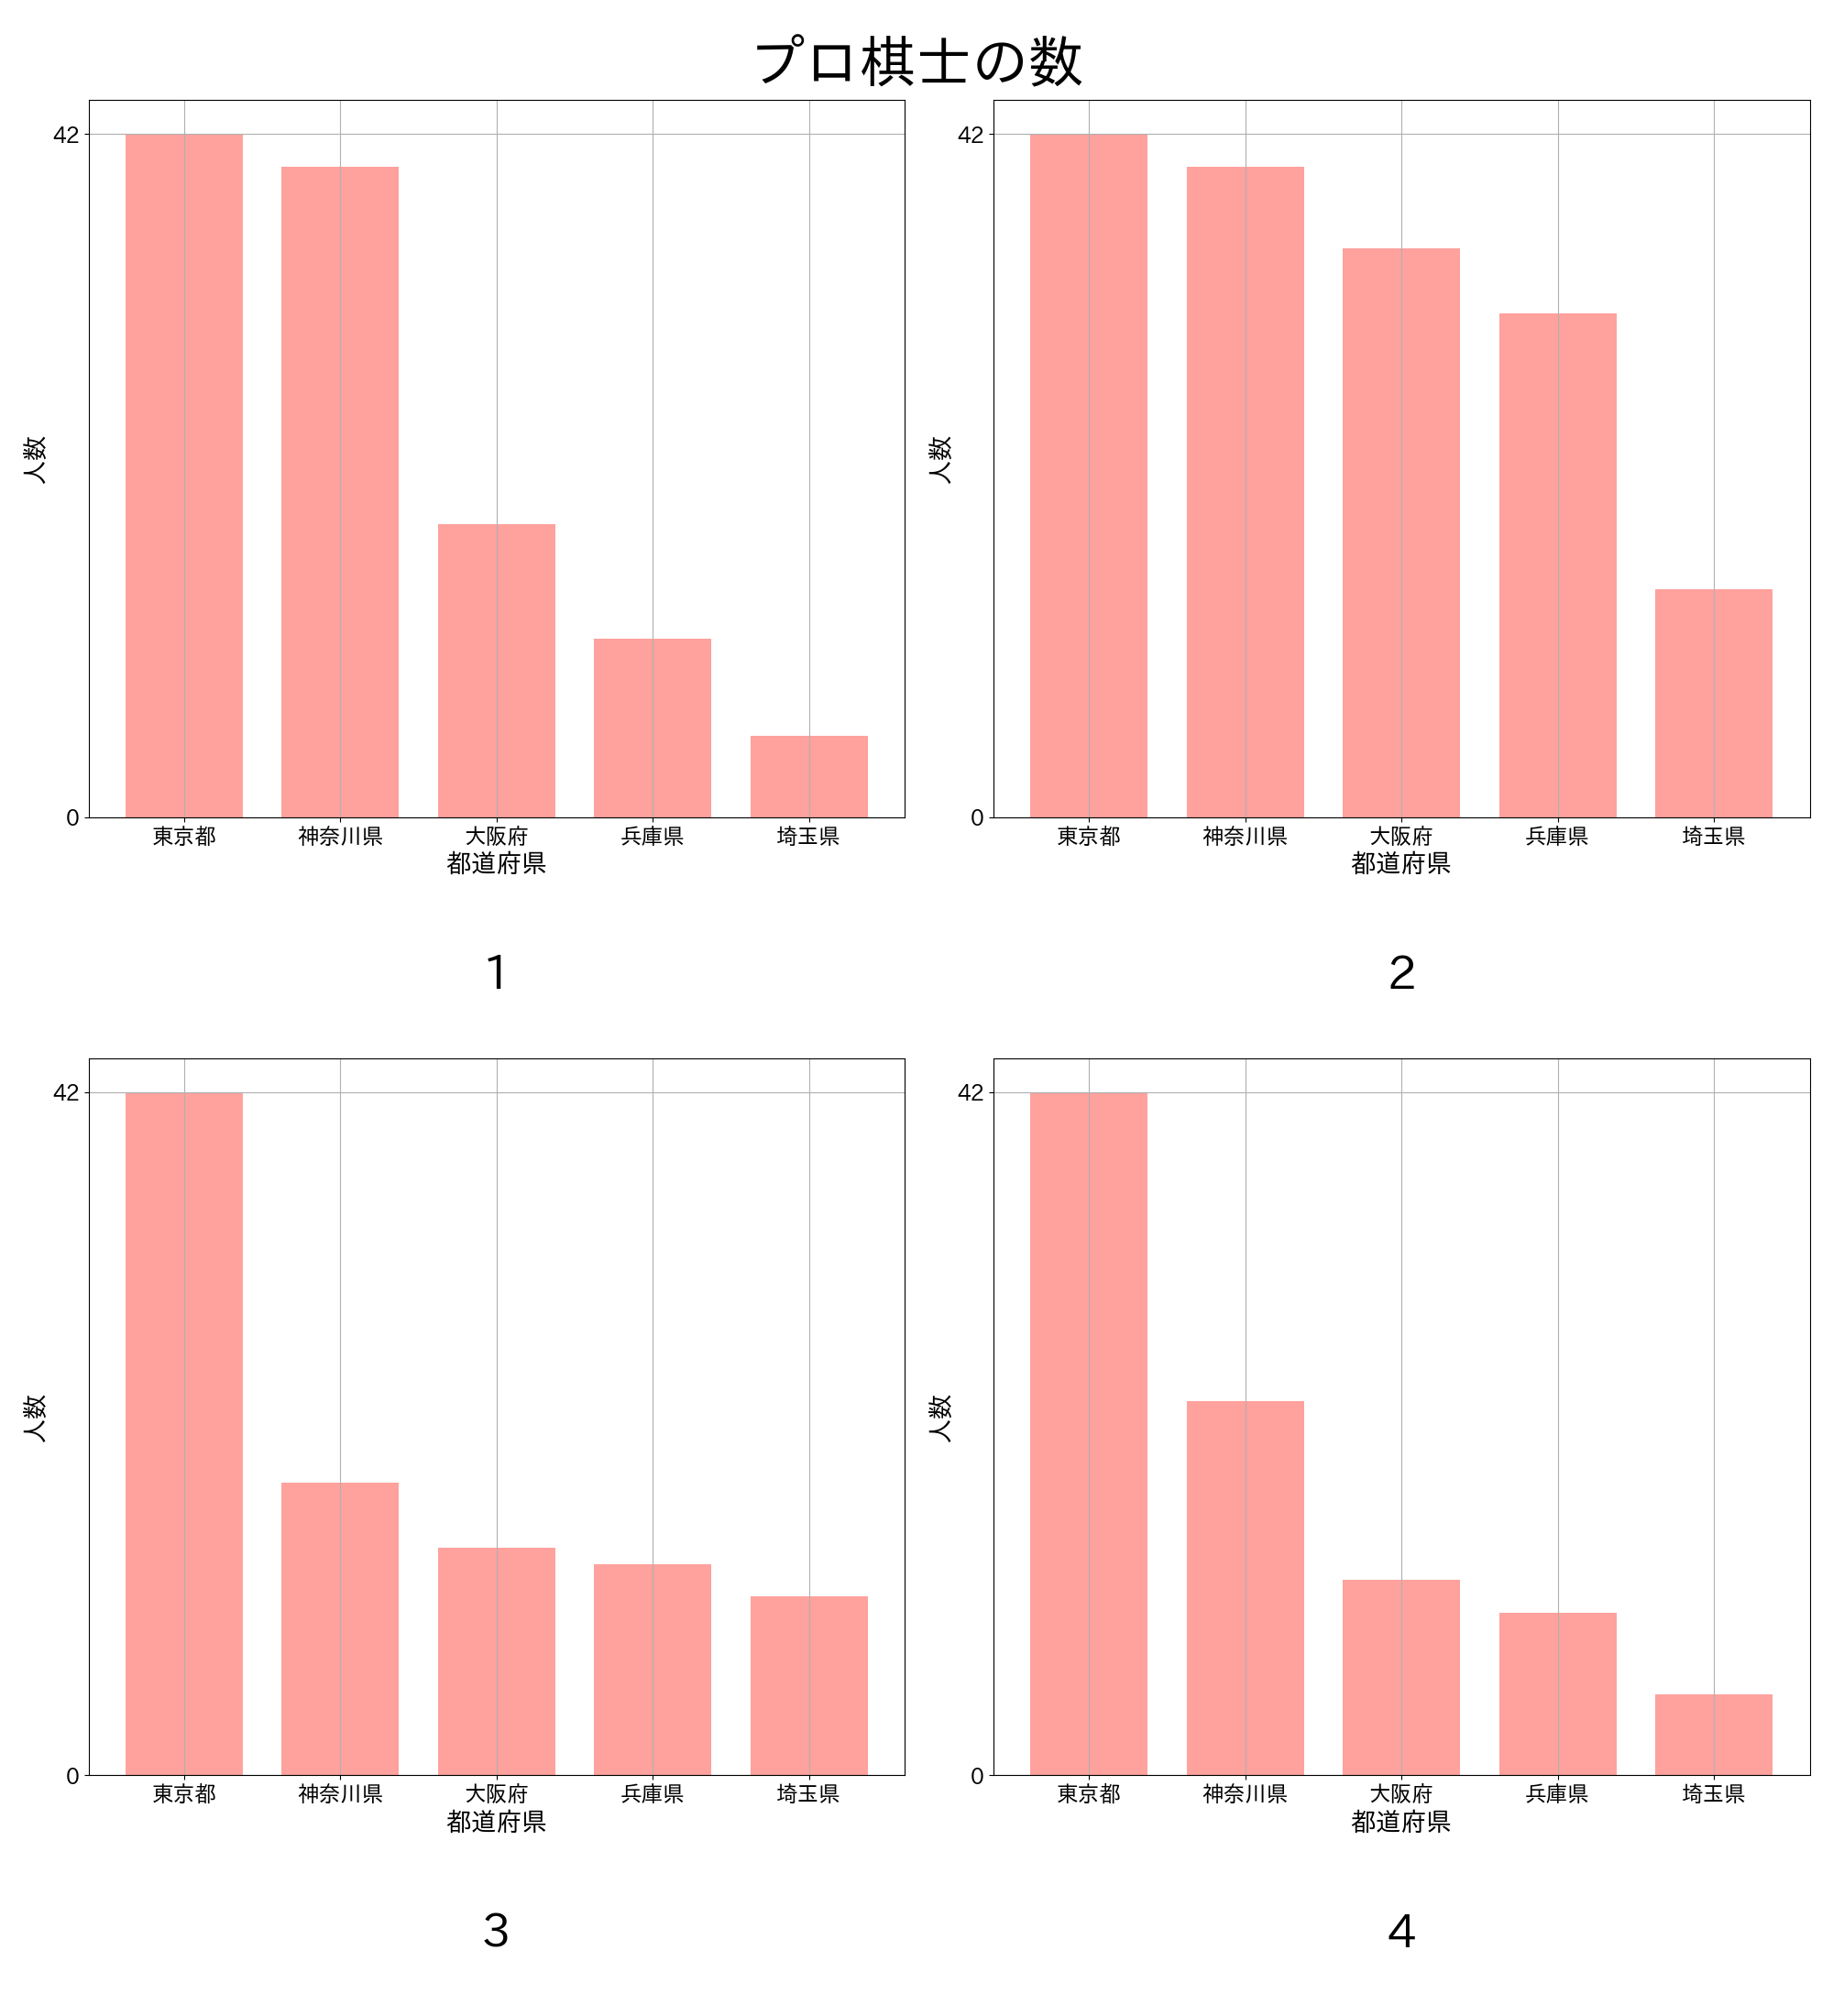 プロ棋士の数
42
人数
0
東京都 神奈川県 大阪府 兵庫県 埼玉県
都道府県
1
42
人数
0
東京都 神奈川県 大阪府 兵庫県 埼玉県
都道府県
2
42
人数
0
東京都 神奈川県 大阪府 兵庫県 埼玉県
都道府県
3
42
人数
0
東京都 神奈川県 大阪府 兵庫県 埼玉県
都道府県
4